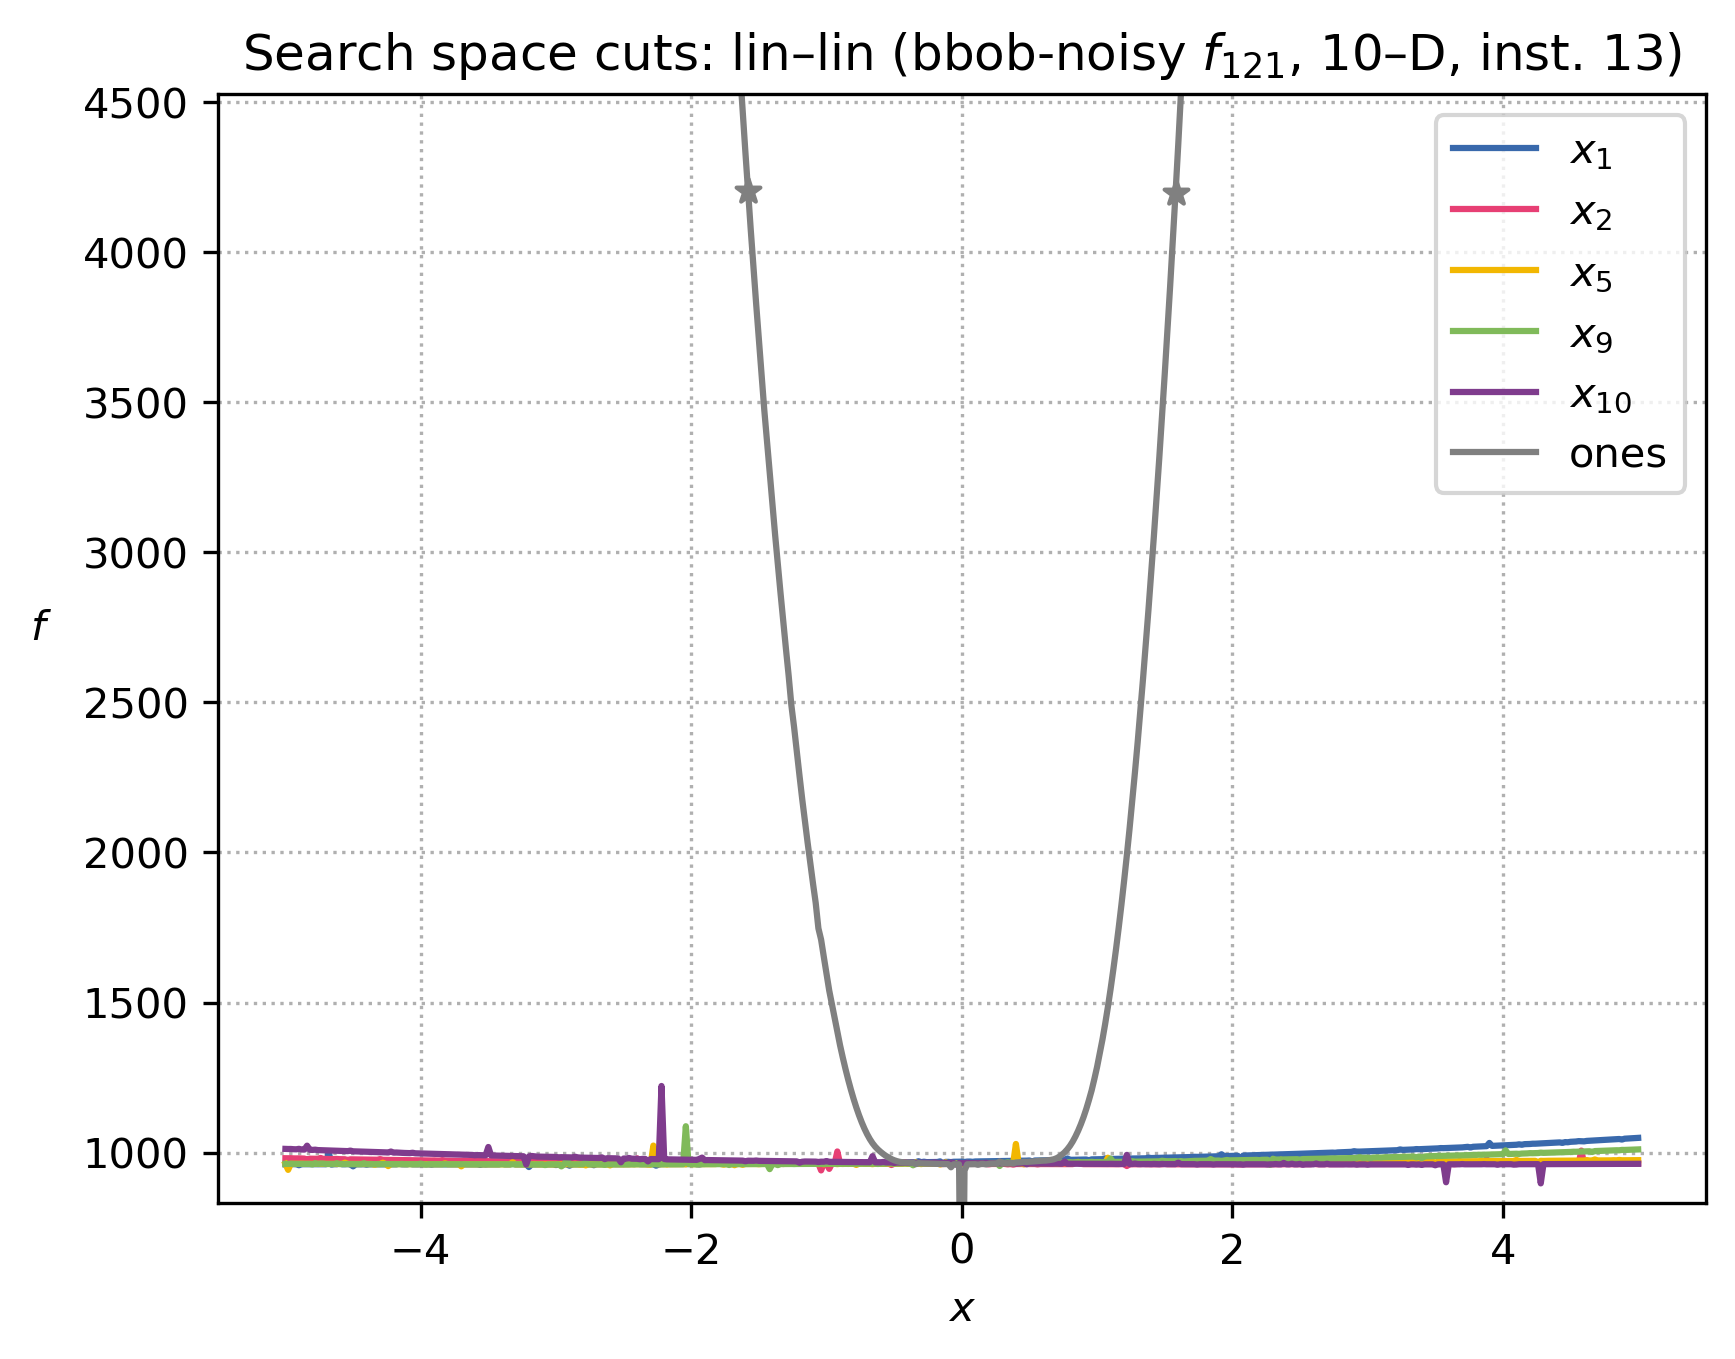 Search space cuts: lin–lin (bbob-noisy f₁₂₁, 10–D, inst. 13)
4500
4000
3500
3000
2500
2000
1500
1000
f
−4
−2
0
2
4
x
x₁
x₂
x₅
x₉
x₁₀
ones